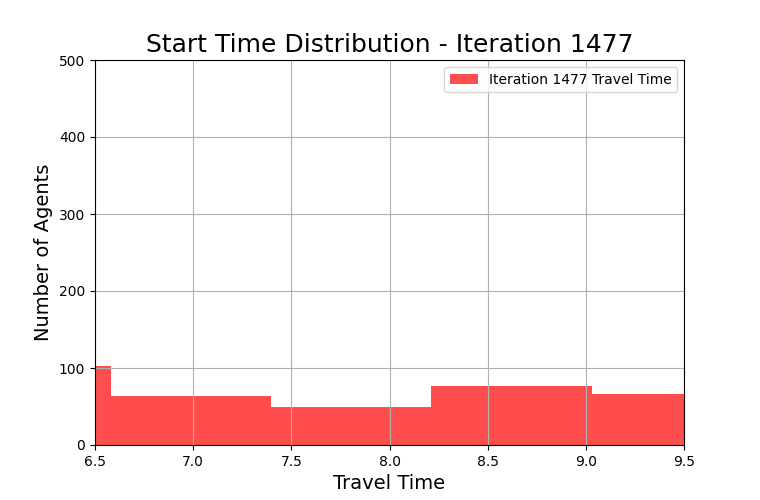 Start Time Distribution - Iteration 1477
Iteration 1477 Travel Time
Number of Agents
500
400
300
200
100
0
6.5 7.0 7.5 8.0 8.5 9.0 9.5
Travel Time